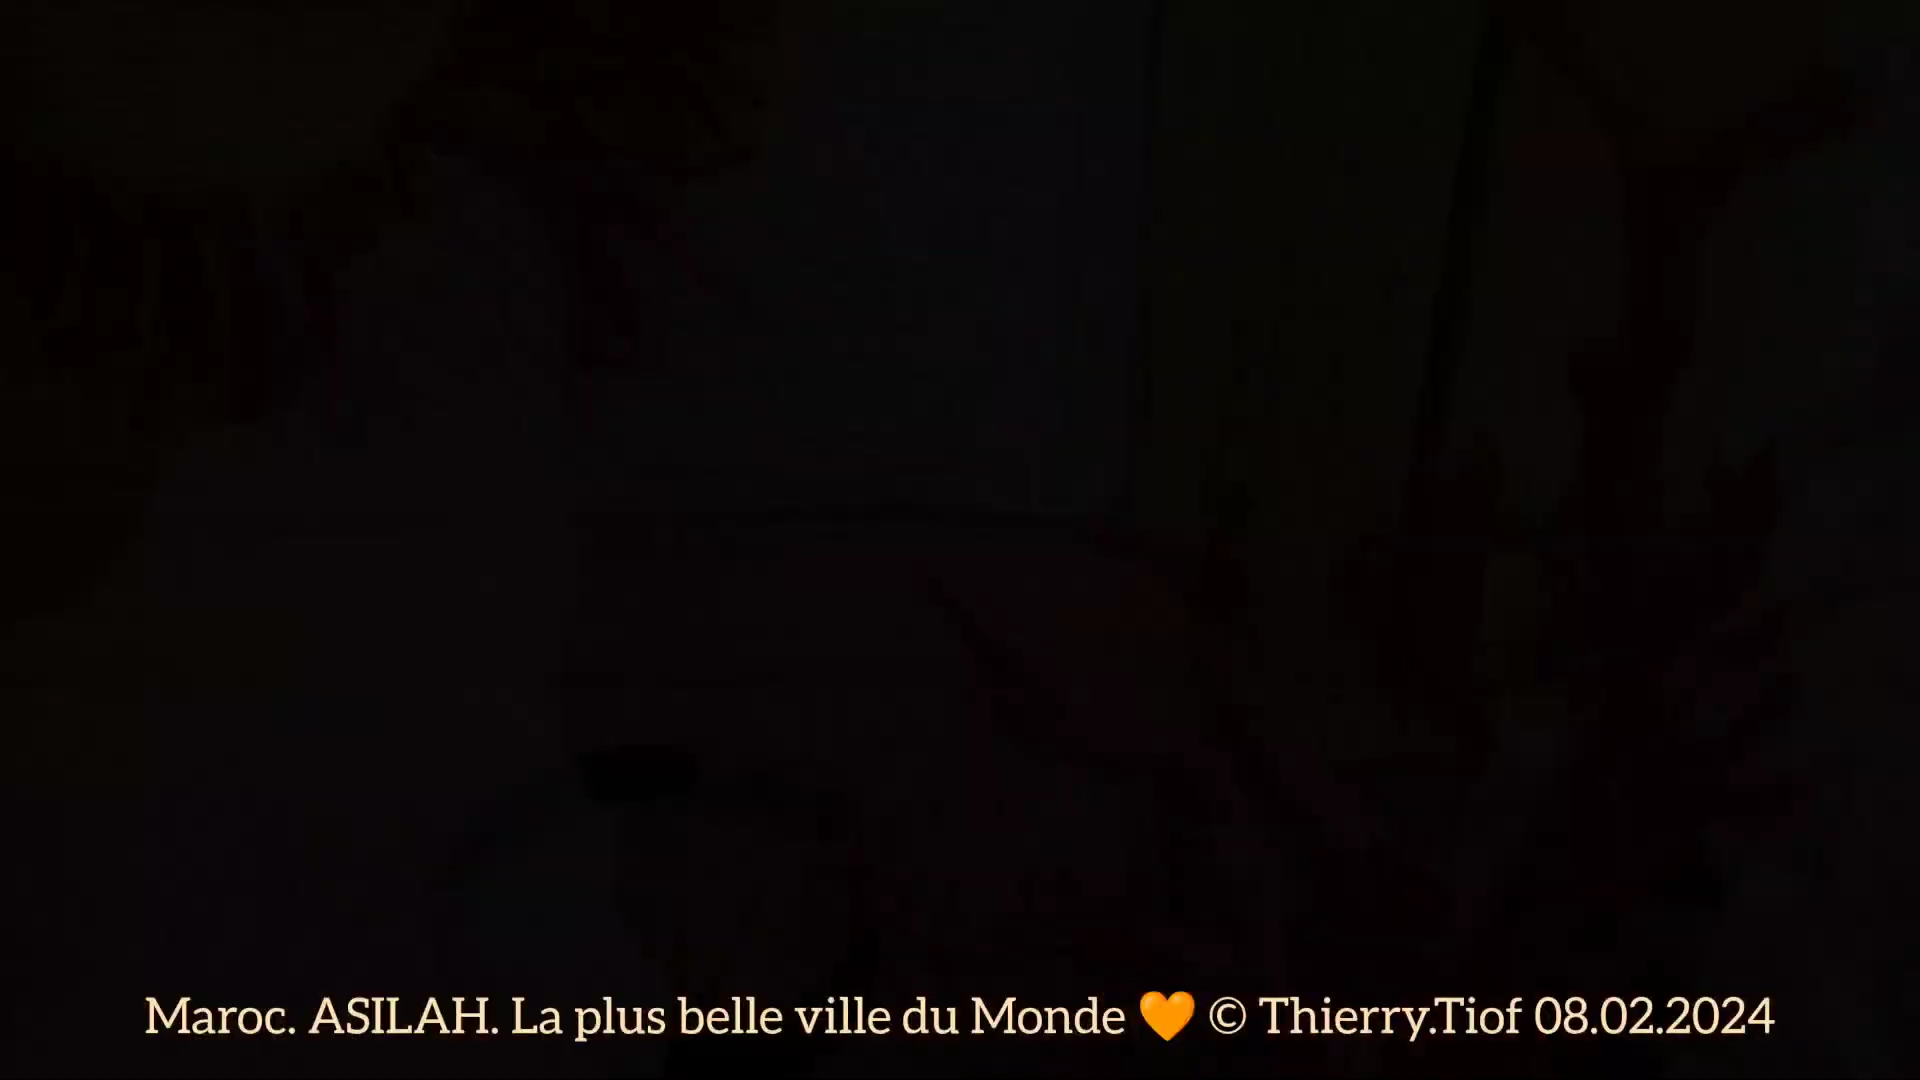 Maroc. ASILAH. La plus belle ville du Monde 🧡 © Thierry.Tiof 08.02.2024